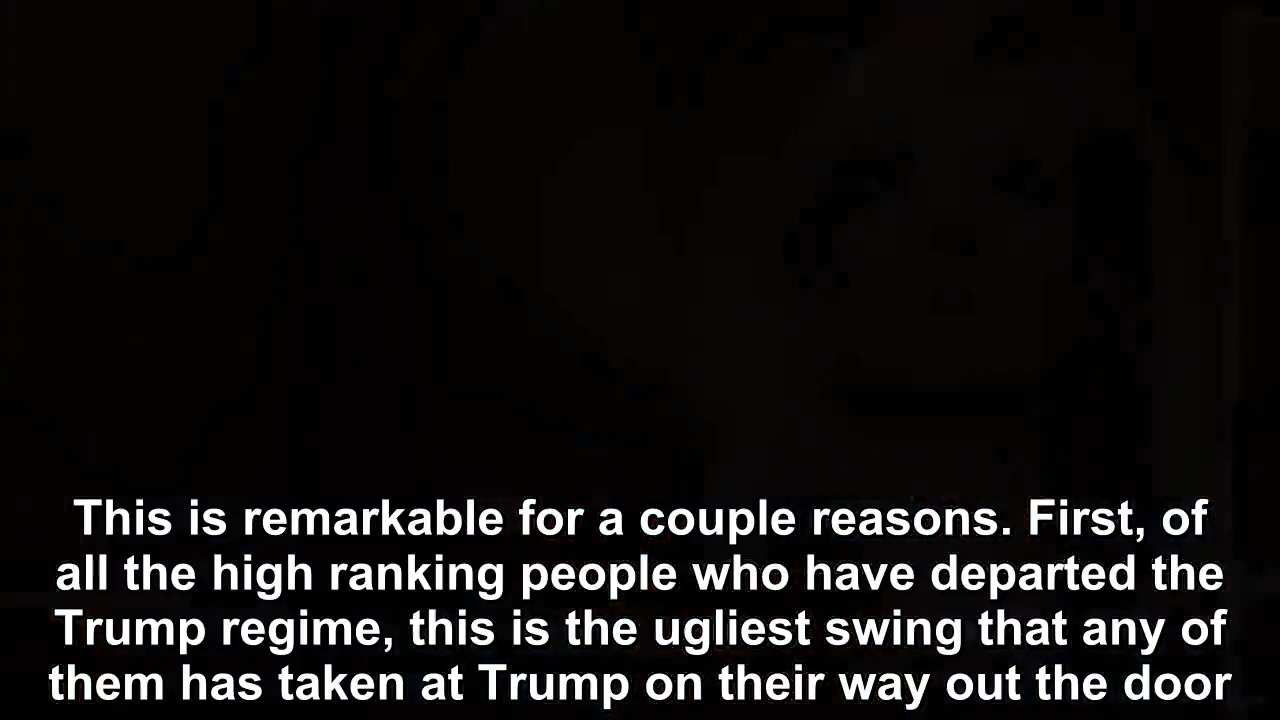 This is remarkable for a couple reasons. First, of
all the high ranking people who have departed the
Trump regime, this is the ugliest swing that any of
them has taken at Trump on their way out the door